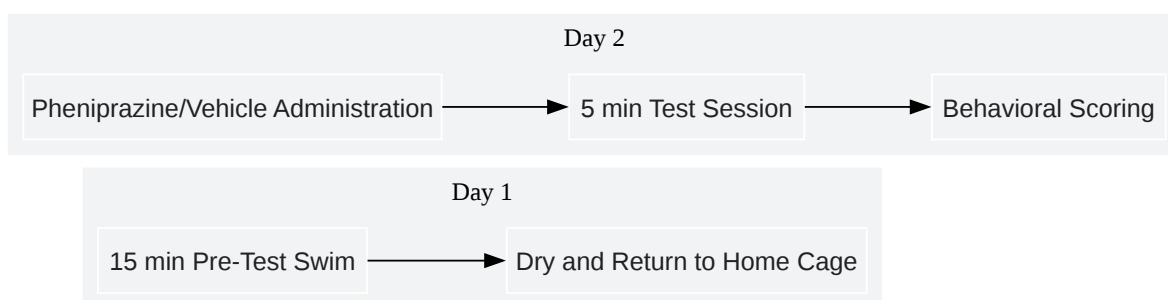 Day 2
Pheniprazine/Vehicle Administration
5 min Test Session
Behavioral Scoring
Day 1
15 min Pre-Test Swim
Dry and Return to Home Cage